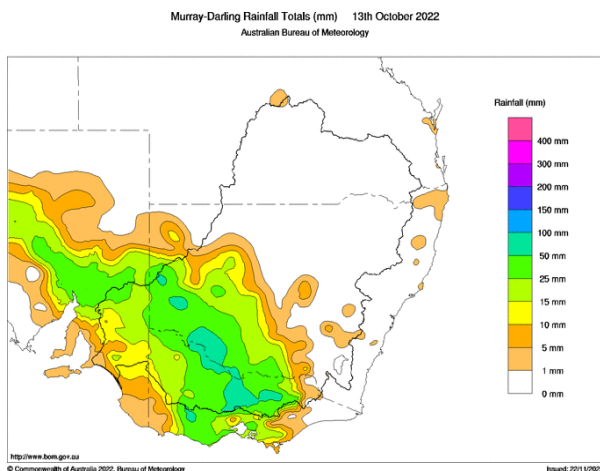 Murray-Darling Rainfall Totals (mm) 13th October 2022
Australian Bureau of Meteorology
Rainfall (mm)
400 mm
300 mm
200 mm
150 mm
100 mm
50 mm
25 mm
15 mm
10 mm
5 mm
1 mm
0 mm
http://www.bom.gov.au
© Commonwealth of Australia 2022, Bureau of Meteorology
Issued: 22/11/202